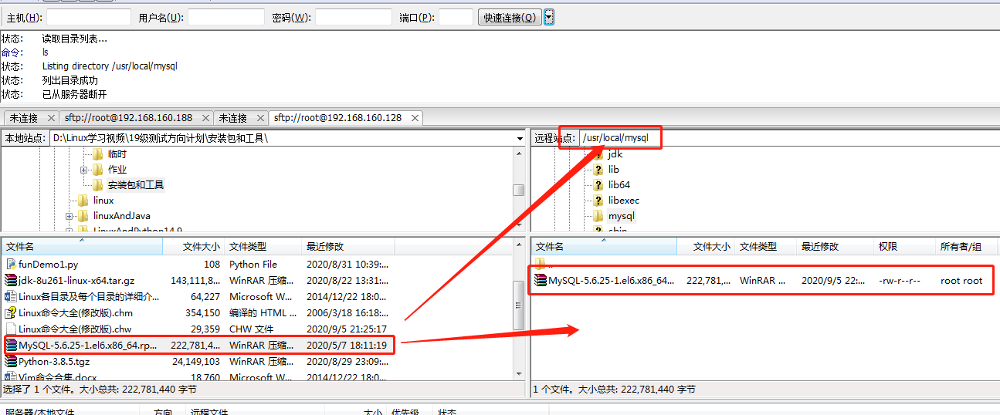 主机(H): 用户名(U): 密码(W): 端口(P): 快速连接(Q)
状态: 读取目录列表...
命令: ls
状态: Listing directory /usr/local/mysql
状态: 列出目录成功
状态: 已从服务器断开
未连接 sftp://root@192.168.160.188 未连接 sftp://root@192.168.160.128
本地站点: D:\Linux学习视频\19级测试方向计划\安装包和工具\
临时
作业
安装包和工具
linux
linuxAndJava
LinuxAndPython14.9
远程站点: /usr/local/mysql
jdk
lib
lib64
libexec
mysql
sbin
文件名 文件大小 文件类型 最近修改
funDemo1.py 108 Python File 2020/8/31 10:39:...
jdk-8u261-linux-x64.tar.gz 143,111,8... WinRAR 压缩... 2020/8/22 13:31:...
Linux各目录及每个目录的详细介... 64,227 Microsoft W... 2014/12/22 18:0...
Linux命令大全(修改版).chm 354,150 编译的 HTML ... 2006/3/18 16:18:...
Linux命令大全(修改版).chw 29,359 CHW 文件 2020/9/5 21:25:17
MySQL-5.6.25-1.el6.x86_64.rp... 222,781,4... WinRAR 压缩... 2020/5/7 18:11:19
Python-3.8.5.tgz 24,149,103 WinRAR 压缩... 2020/8/29 23:09:...
Vim命令合集.docx 18,760 Microsoft W... 2014/12/22 18:0...
选择了 1 个文件。大小总共: 222,781,440 字节
文件名 文件大小 文件类型 最近修改 权限 所有者/组
..
MySQL-5.6.25-1.el6.x86_64... 222,781,... WinRAR ... 2020/9/5 22:... -rw-r--r-- root root
1 个文件。大小总共: 222,781,440 字节
服务器/本地文件 方向 远程文件 大小 优先级 状态